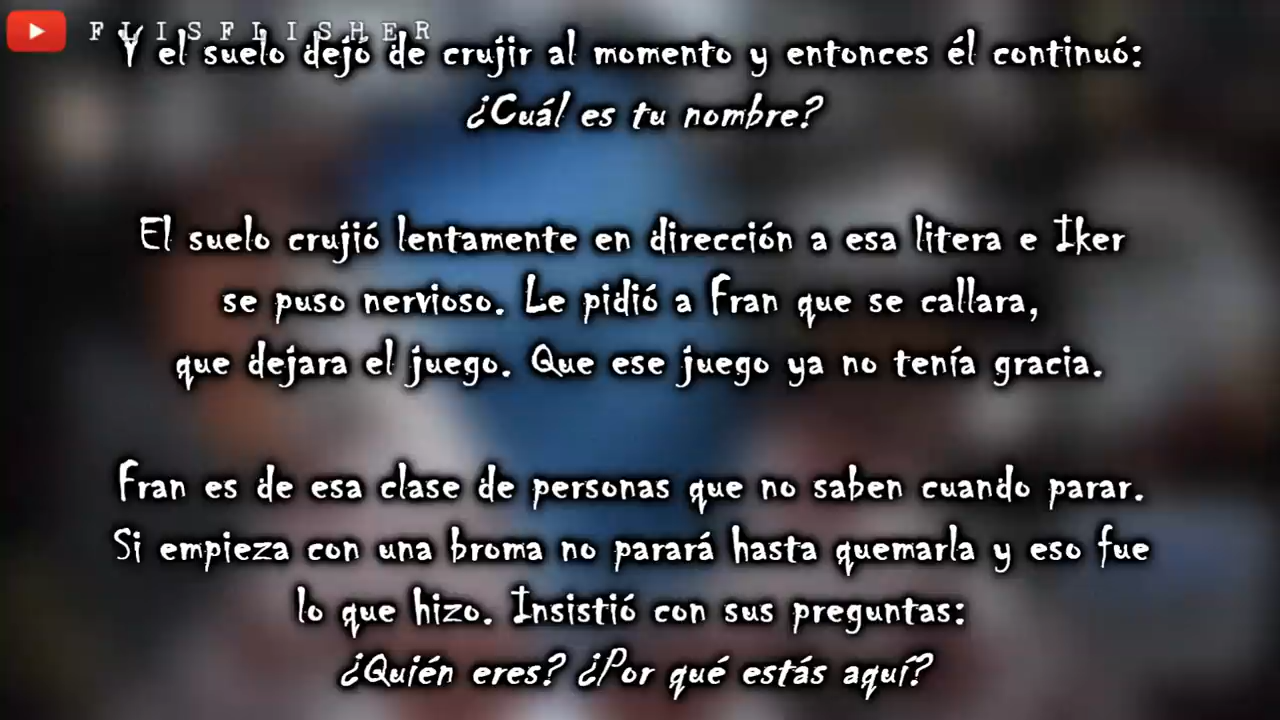 FLISFLISHER
Y el suelo dejó de crujir al momento y entonces él continuó:
¿Cuál es tu nombre?
El suelo crujió lentamente en dirección a esa litera e Iker
se puso nervioso. Le pidió a Fran que se callara,
que dejara el juego. Que ese juego ya no tenía gracia.
Fran es de esa clase de personas que no saben cuando parar.
Si empieza con una broma no parará hasta quemarla y eso fue
lo que hizo. Insistió con sus preguntas:
¿Quién eres? ¿Por qué estás aquí?